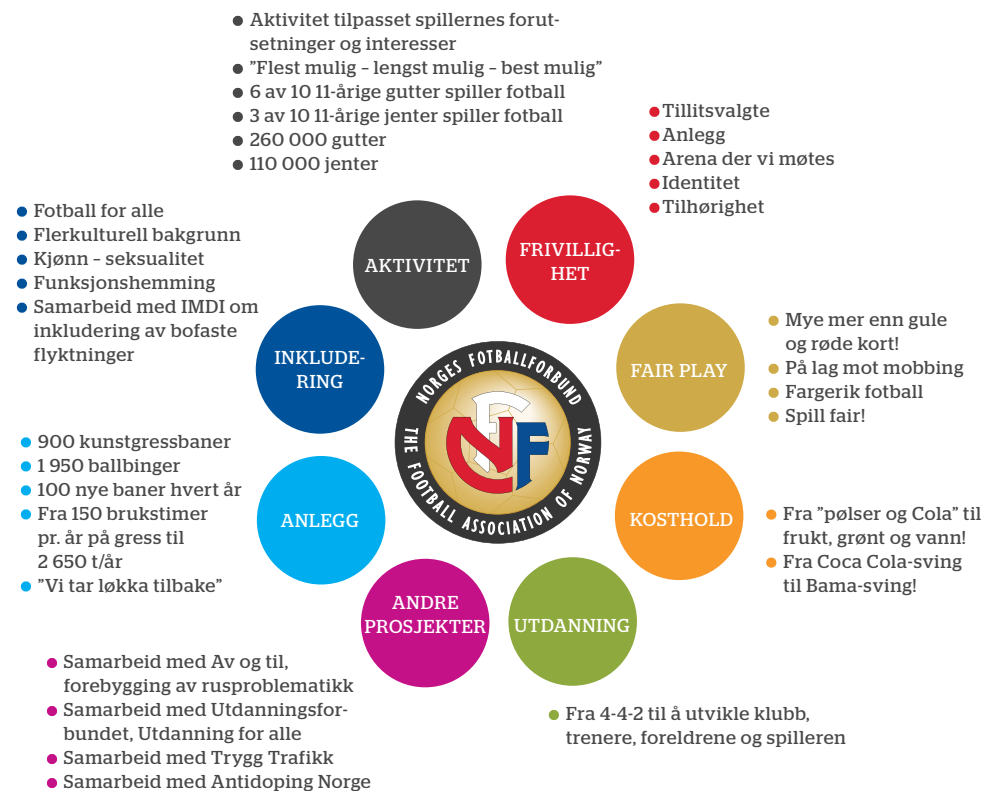 ● Aktivitet tilpasset spillernes forut-
setninger og interesser
● ”Flest mulig – lengst mulig – best mulig”
● 6 av 10 11-årige gutter spiller fotball
● 3 av 10 11-årige jenter spiller fotball
● 260 000 gutter
● 110 000 jenter
● Tillitsvalgte
● Anlegg
● Arena der vi møtes
● Identitet
● Tilhørighet
● Fotball for alle
● Flerkulturell bakgrunn
● Kjønn – seksualitet
● Funksjonshemming
● Samarbeid med IMDI om
inkludering av bofaste
flyktninger
AKTIVITET
FRIVILLIG-
HET
INKLUDE-
RING
FAIR PLAY
● Mye mer enn gule
og røde kort!
● På lag mot mobbing
● Fargerik fotball
● Spill fair!
NORGES FOTBALLFORBUND
THE FOOTBALL ASSOCIATION OF NORWAY
NFF
● 900 kunstgressbaner
● 1 950 ballbinger
● 100 nye baner hvert år
● Fra 150 brukstimer
pr. år på gress til
2 650 t/år
● ”Vi tar løkka tilbake”
ANLEGG
KOSTHOLD
● Fra ”pølser og Cola” til
frukt, grønt og vann!
● Fra Coca Cola-sving
til Bama-sving!
ANDRE
PROSJEKTER
UTDANNING
● Samarbeid med Av og til,
forebygging av rusproblematikk
● Samarbeid med Utdanningsfor-
bundet, Utdanning for alle
● Samarbeid med Trygg Trafikk
● Samarbeid med Antidoping Norge
● Fra 4-4-2 til å utvikle klubb,
trenere, foreldrene og spilleren